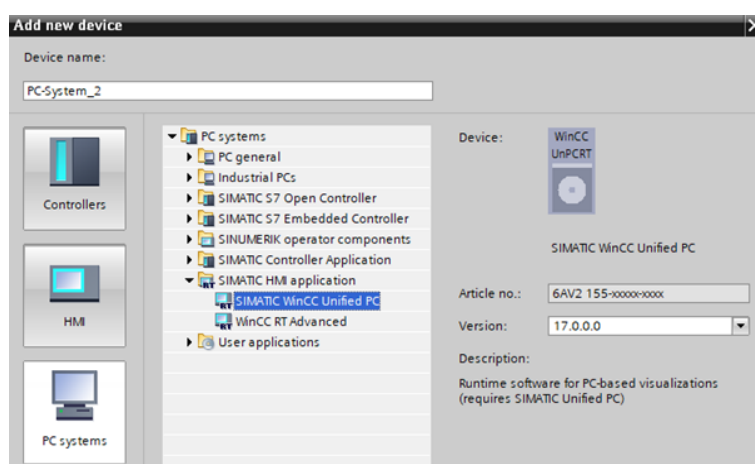 Add new device
Device name:
PC-System_2
Controllers
HMI
PC systems
PC systems
PC general
Industrial PCs
SIMATIC S7 Open Controller
SIMATIC S7 Embedded Controller
SINUMERIK operator components
SIMATIC Controller Application
SIMATIC HMI application
SIMATIC WinCC Unified PC
WinCC RT Advanced
User applications
Device:
WinCC
UnPCRT
SIMATIC WinCC Unified PC
Article no.: 6AV2 155-xxxxx-xxxx
Version: 17.0.0.0
Description:
Runtime software for PC-based visualizations
(requires SIMATIC Unified PC)